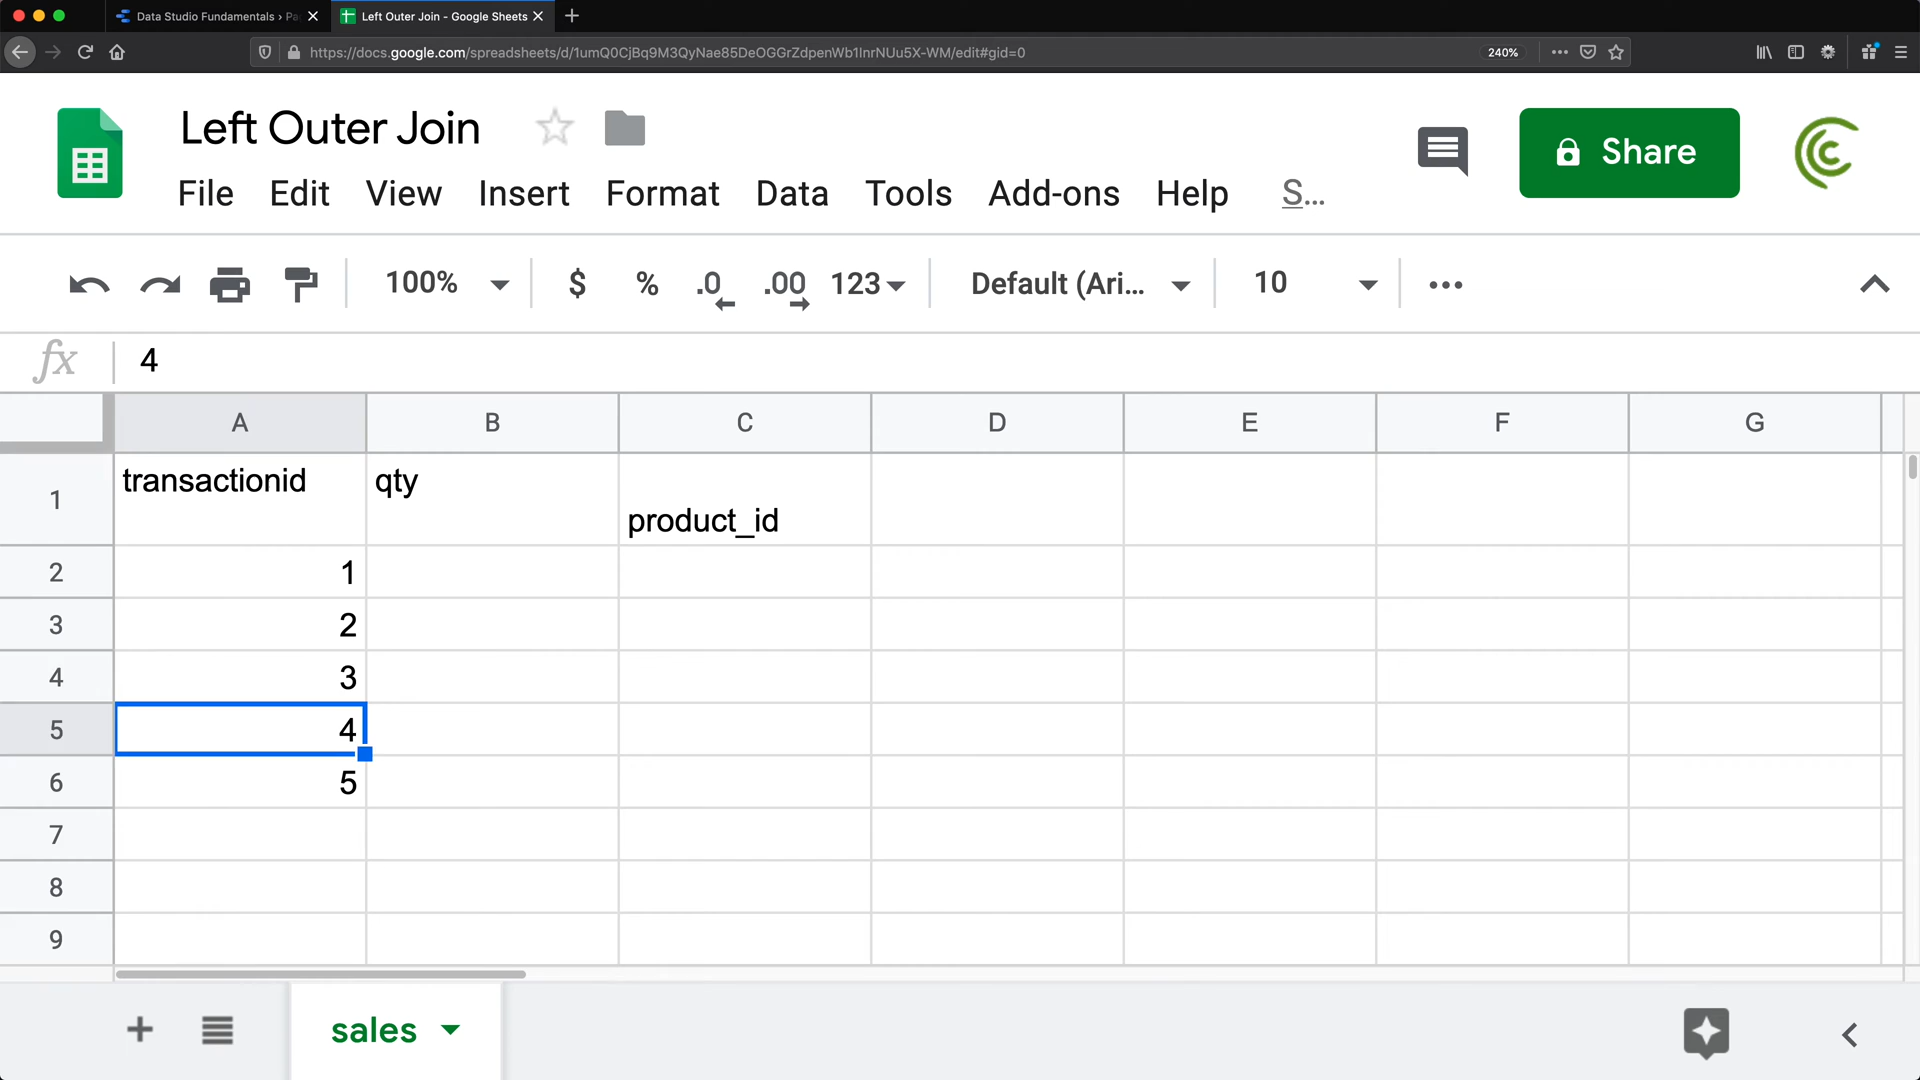 Data Studio Fundamentals › Pa
Left Outer Join - Google Sheets
https://docs.google.com/spreadsheets/d/1umQ0CjBq9M3QyNae85DeOGGrZdpenWb1InrNUu5X-WM/edit#gid=0
240%
Left Outer Join
Share
File Edit View Insert Format Data Tools Add-ons Help S...
100% $ % .0 .00 123 Default (Ari... 10
fx 4
A B C D E F G
1 transactionid qty product_id
2 1
3 2
4 3
5 4
6 5
7
8
9
sales